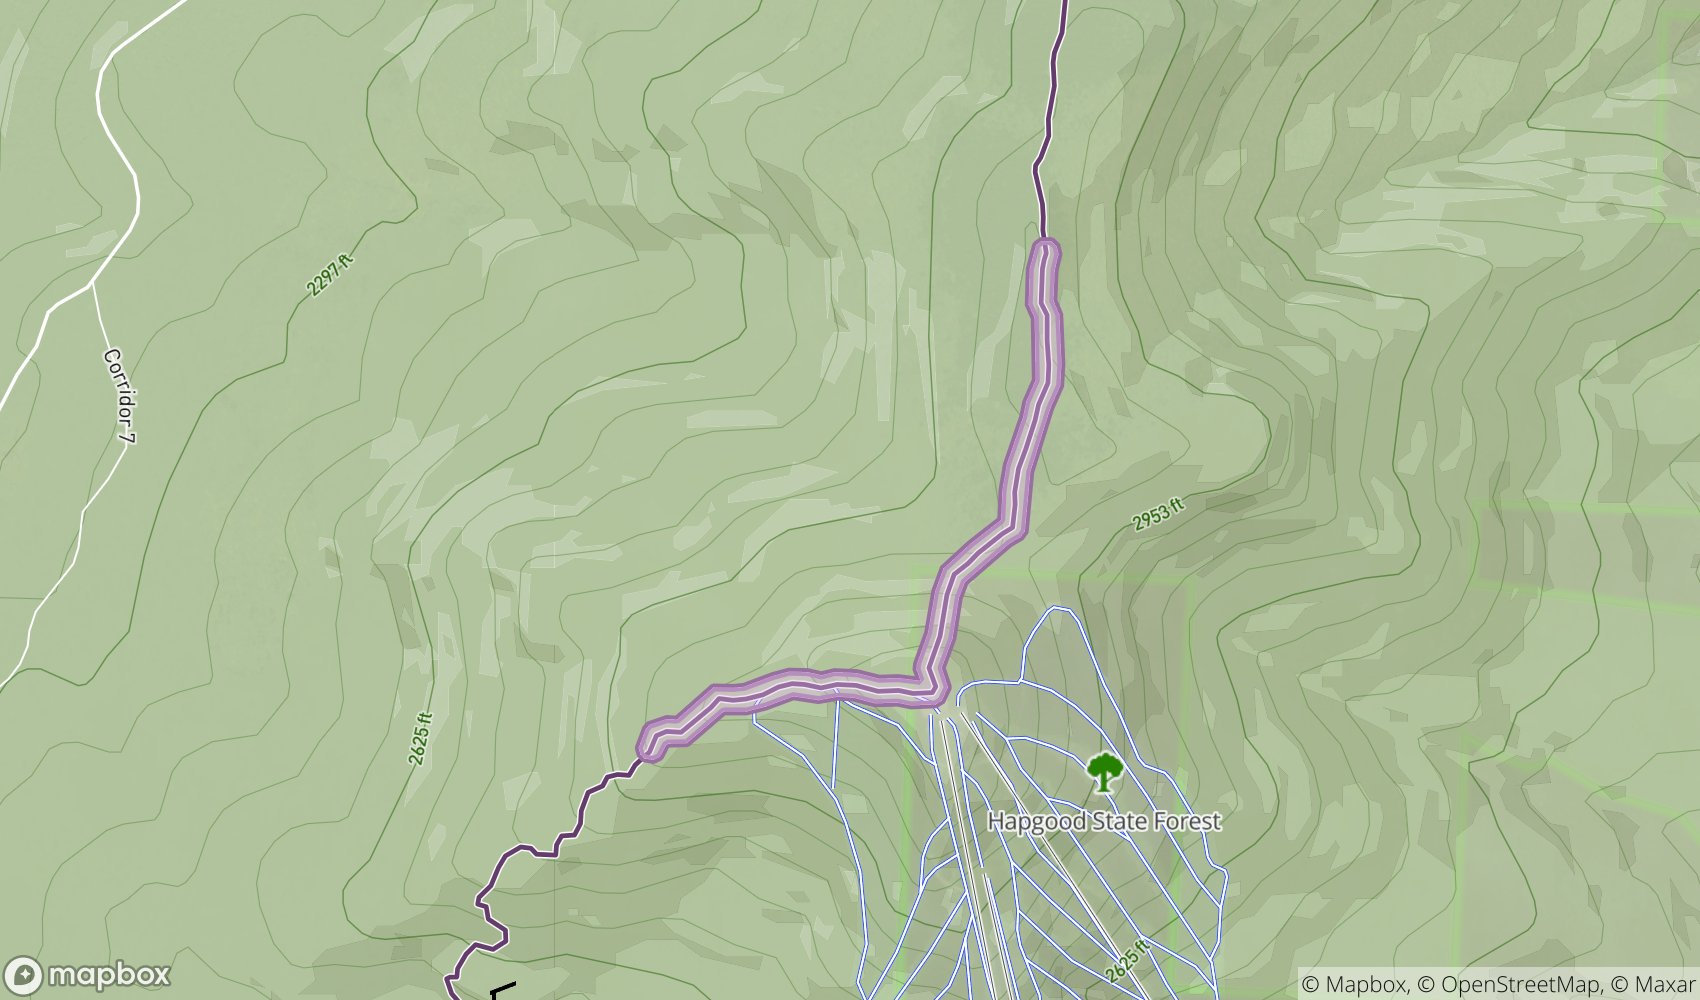 2297 ft
Corridor 7
2953 ft
2625 ft
Hapgood State Forest
2625 ft
mapbox
© Mapbox, © OpenStreetMap, © Maxar